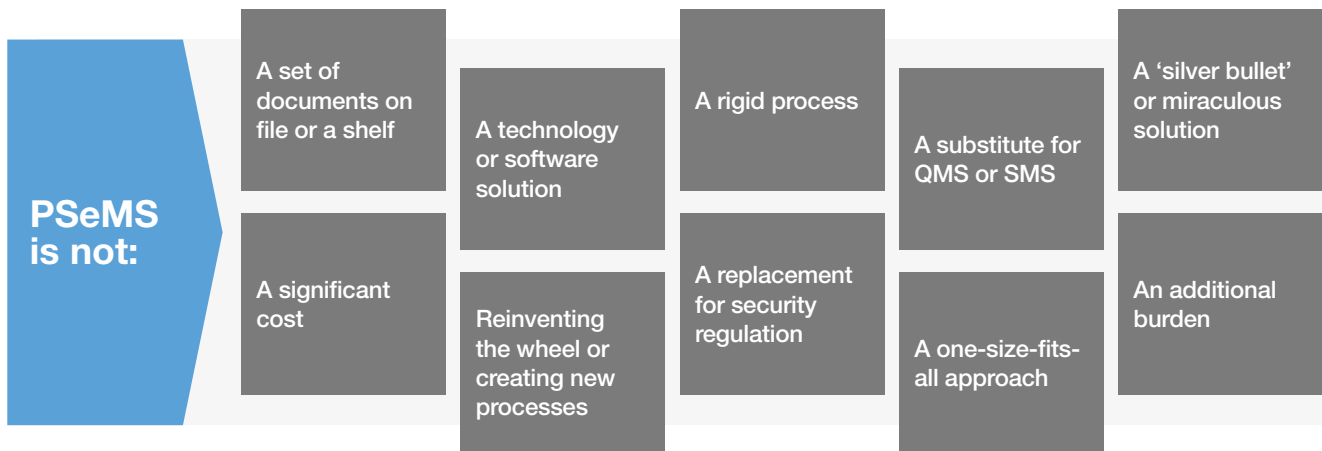 PSeMS
is not:
A set of
documents on
file or a shelf
A significant
cost
A technology
or software
solution
Reinventing
the wheel or
creating new
processes
A rigid process
A replacement
for security
regulation
A substitute for
QMS or SMS
A one-size-fits-
all approach
A ‘silver bullet’
or miraculous
solution
An additional
burden